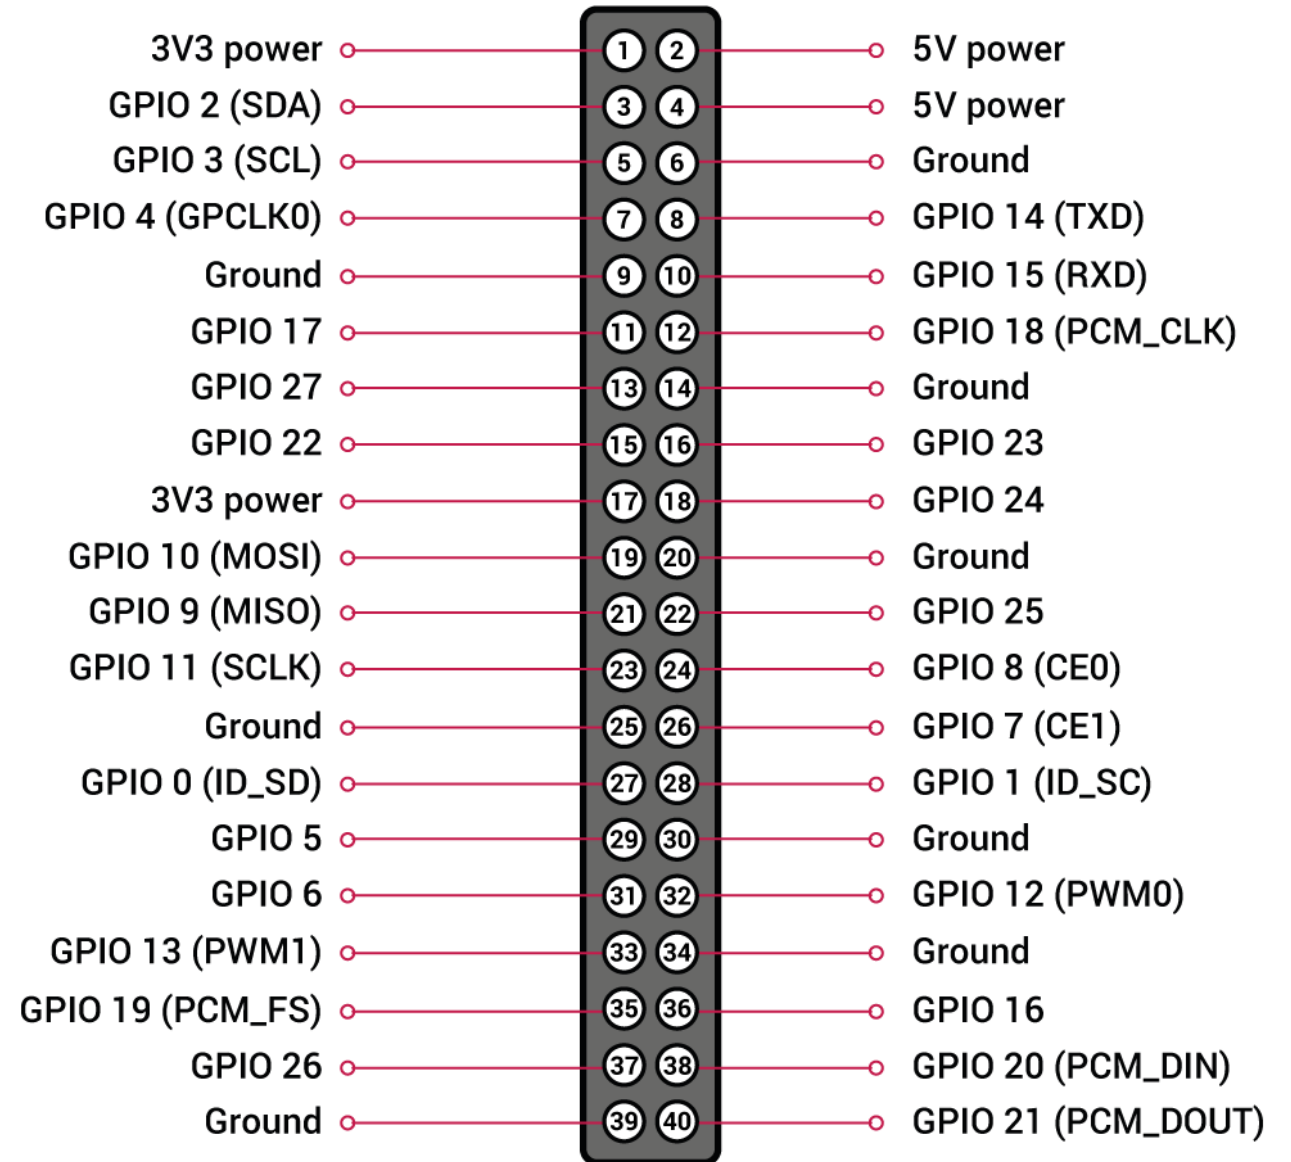 3V3 power 1 2 5V power
GPIO 2 (SDA) 3 4 5V power
GPIO 3 (SCL) 5 6 Ground
GPIO 4 (GPCLK0) 7 8 GPIO 14 (TXD)
Ground 9 10 GPIO 15 (RXD)
GPIO 17 11 12 GPIO 18 (PCM_CLK)
GPIO 27 13 14 Ground
GPIO 22 15 16 GPIO 23
3V3 power 17 18 GPIO 24
GPIO 10 (MOSI) 19 20 Ground
GPIO 9 (MISO) 21 22 GPIO 25
GPIO 11 (SCLK) 23 24 GPIO 8 (CE0)
Ground 25 26 GPIO 7 (CE1)
GPIO 0 (ID_SD) 27 28 GPIO 1 (ID_SC)
GPIO 5 29 30 Ground
GPIO 6 31 32 GPIO 12 (PWM0)
GPIO 13 (PWM1) 33 34 Ground
GPIO 19 (PCM_FS) 35 36 GPIO 16
GPIO 26 37 38 GPIO 20 (PCM_DIN)
Ground 39 40 GPIO 21 (PCM_DOUT)